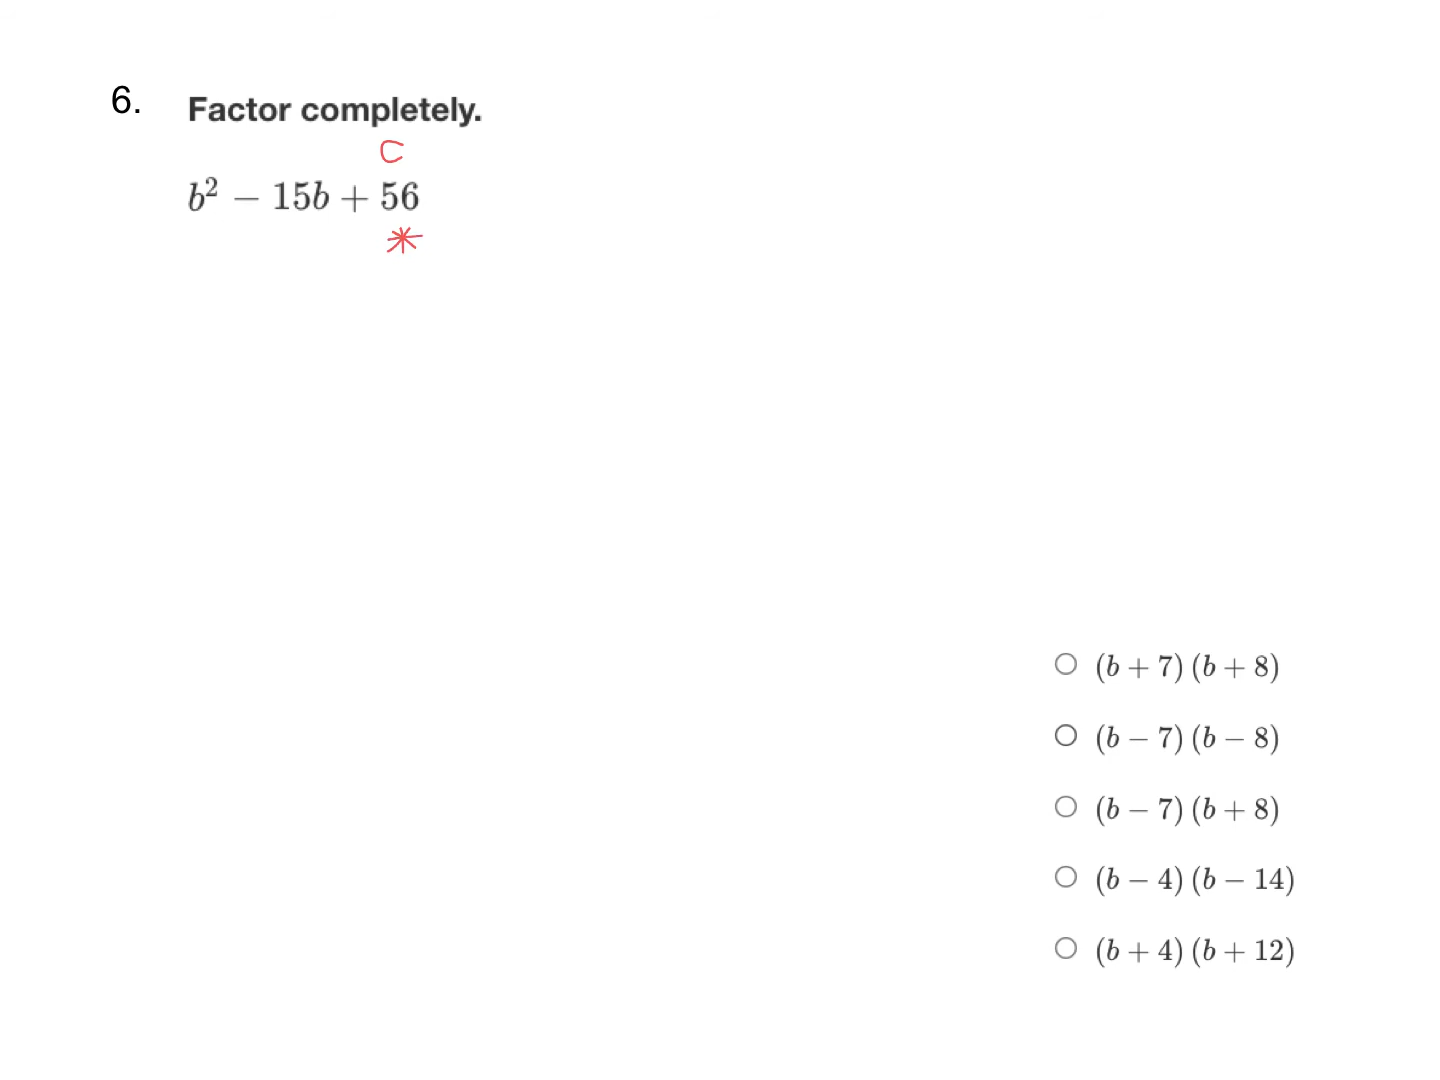 6. Factor completely.
C
b² − 15b + 56
*
(b + 7) (b + 8)
(b − 7) (b − 8)
(b − 7) (b + 8)
(b − 4) (b − 14)
(b + 4) (b + 12)